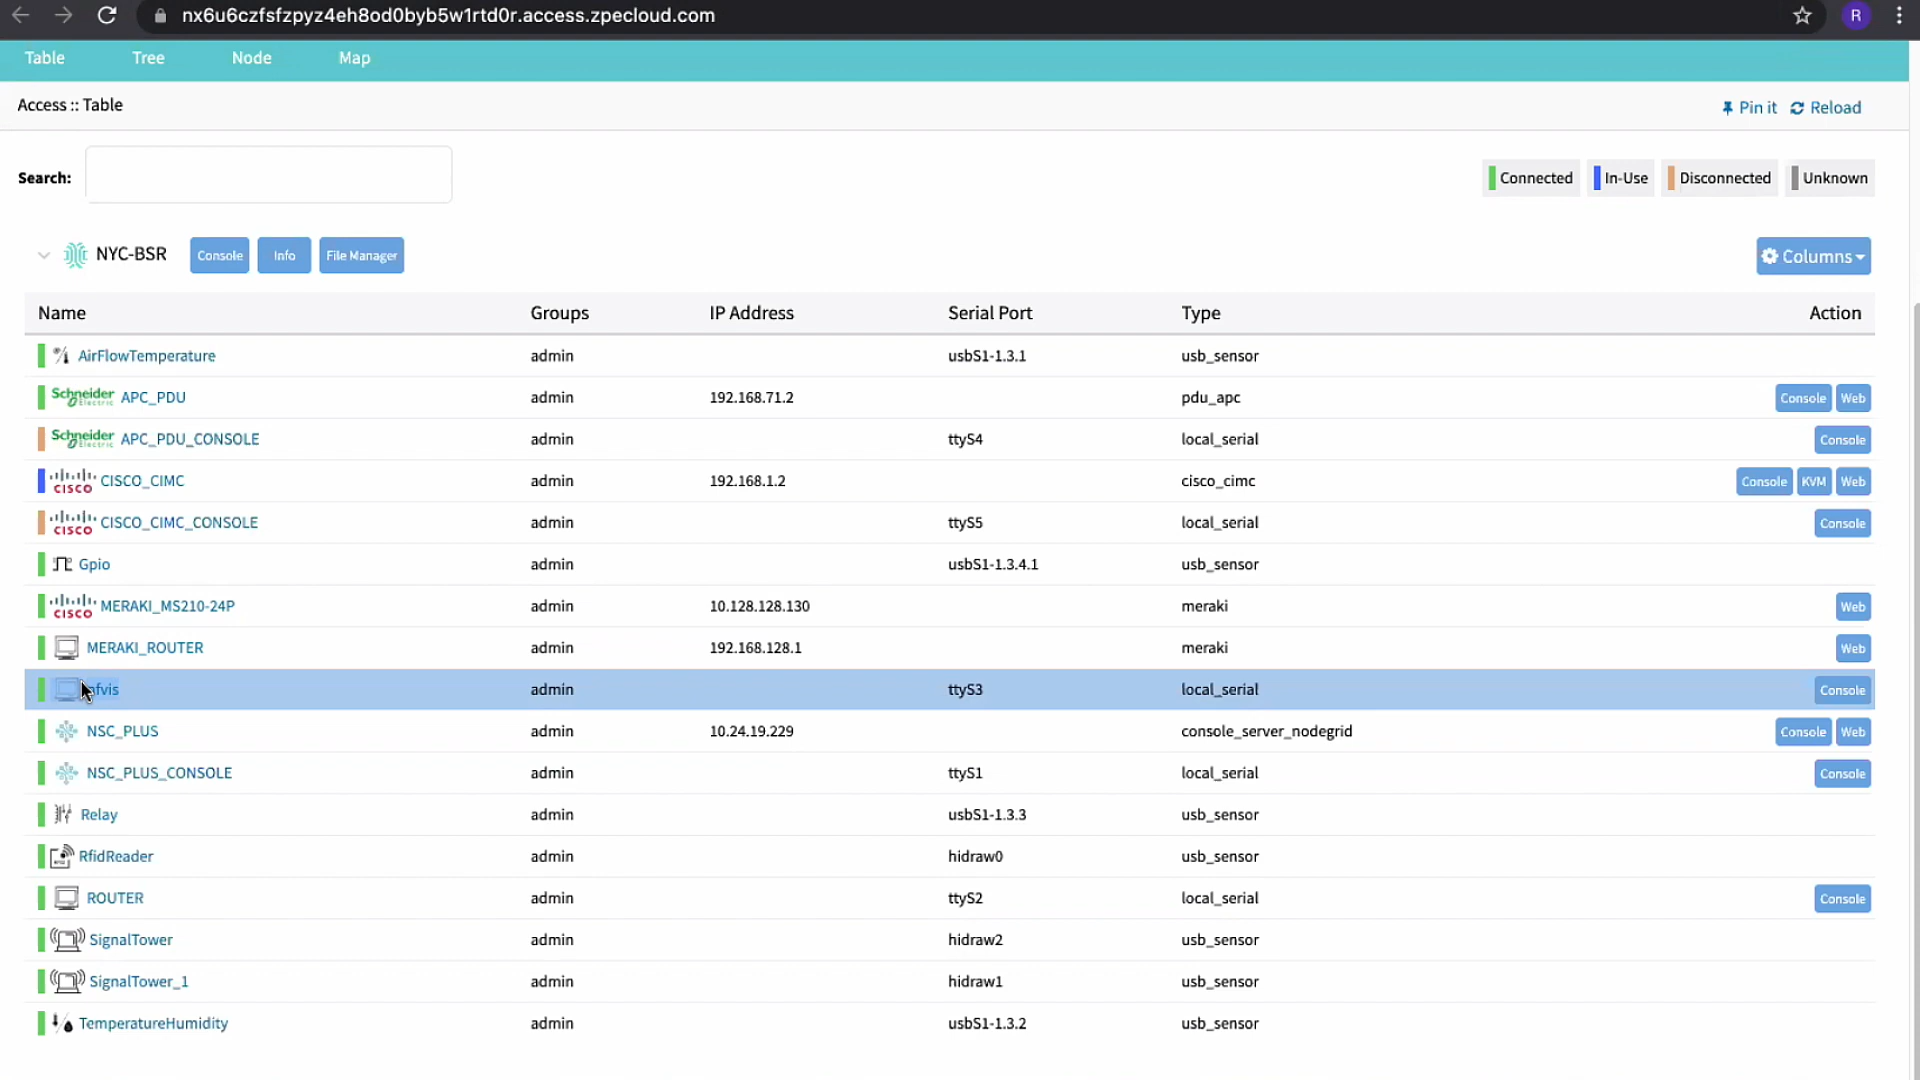 nx6u6czfsfzpyz4eh8od0byb5w1rtd0r.access.zpecloud.com R
Table Tree Node Map
Access :: Table Pin it Reload
Search: Connected In-Use Disconnected Unknown
NYC-BSR Console Info File Manager Columns
Name Groups IP Address Serial Port Type Action
AirFlowTemperature admin usbS1-1.3.1 usb_sensor
Schneider Electric APC_PDU admin 192.168.71.2 pdu_apc Console Web
Schneider Electric APC_PDU_CONSOLE admin ttyS4 local_serial Console
CISCO CISCO_CIMC admin 192.168.1.2 cisco_cimc Console KVM Web
CISCO CISCO_CIMC_CONSOLE admin ttyS5 local_serial Console
Gpio admin usbS1-1.3.4.1 usb_sensor
CISCO MERAKI_MS210-24P admin 10.128.128.130 meraki Web
MERAKI_ROUTER admin 192.168.128.1 meraki Web
admin ttyS3 local_serial Console
NSC_PLUS admin 10.24.19.229 console_server_nodegrid Console Web
NSC_PLUS_CONSOLE admin ttyS1 local_serial Console
Relay admin usbS1-1.3.3 usb_sensor
RfidReader admin hidraw0 usb_sensor
ROUTER admin ttyS2 local_serial Console
SignalTower admin hidraw2 usb_sensor
SignalTower_1 admin hidraw1 usb_sensor
TemperatureHumidity admin usbS1-1.3.2 usb_sensor